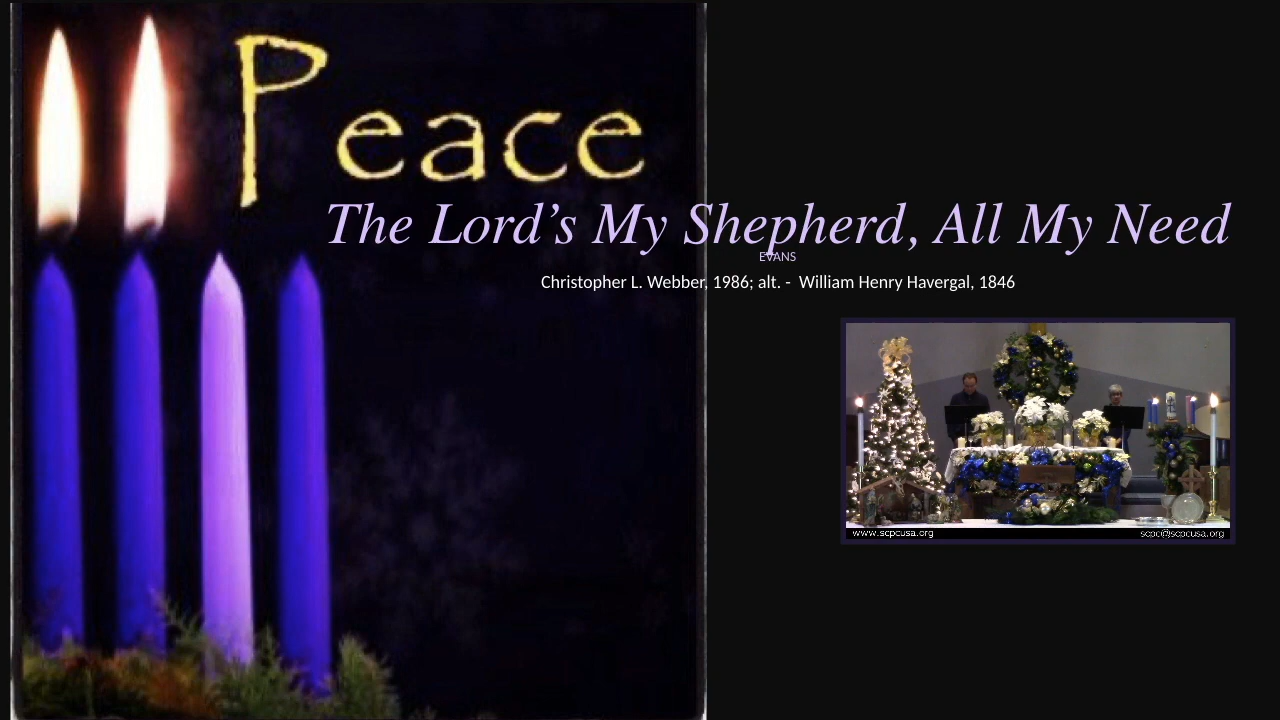 Peace
The Lord’s My Shepherd, All My Need
EVANS
Christopher L. Webber, 1986; alt. - William Henry Havergal, 1846
www.scpcusa.org
scpc@scpcusa.org